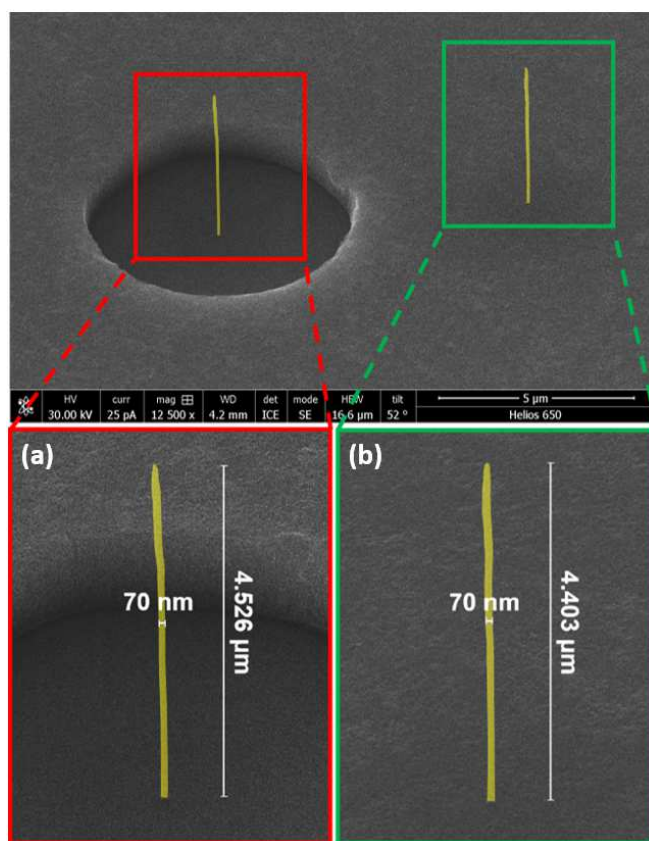 HV curr mag WD det mode HFW tilt 5 μm
30.00 kV 25 pA 12 500 x 4.2 mm ICE SE 16.6 μm 52 ° Helios 650
(a) (b)
70 nm 4.526 μm 70 nm 4.403 μm